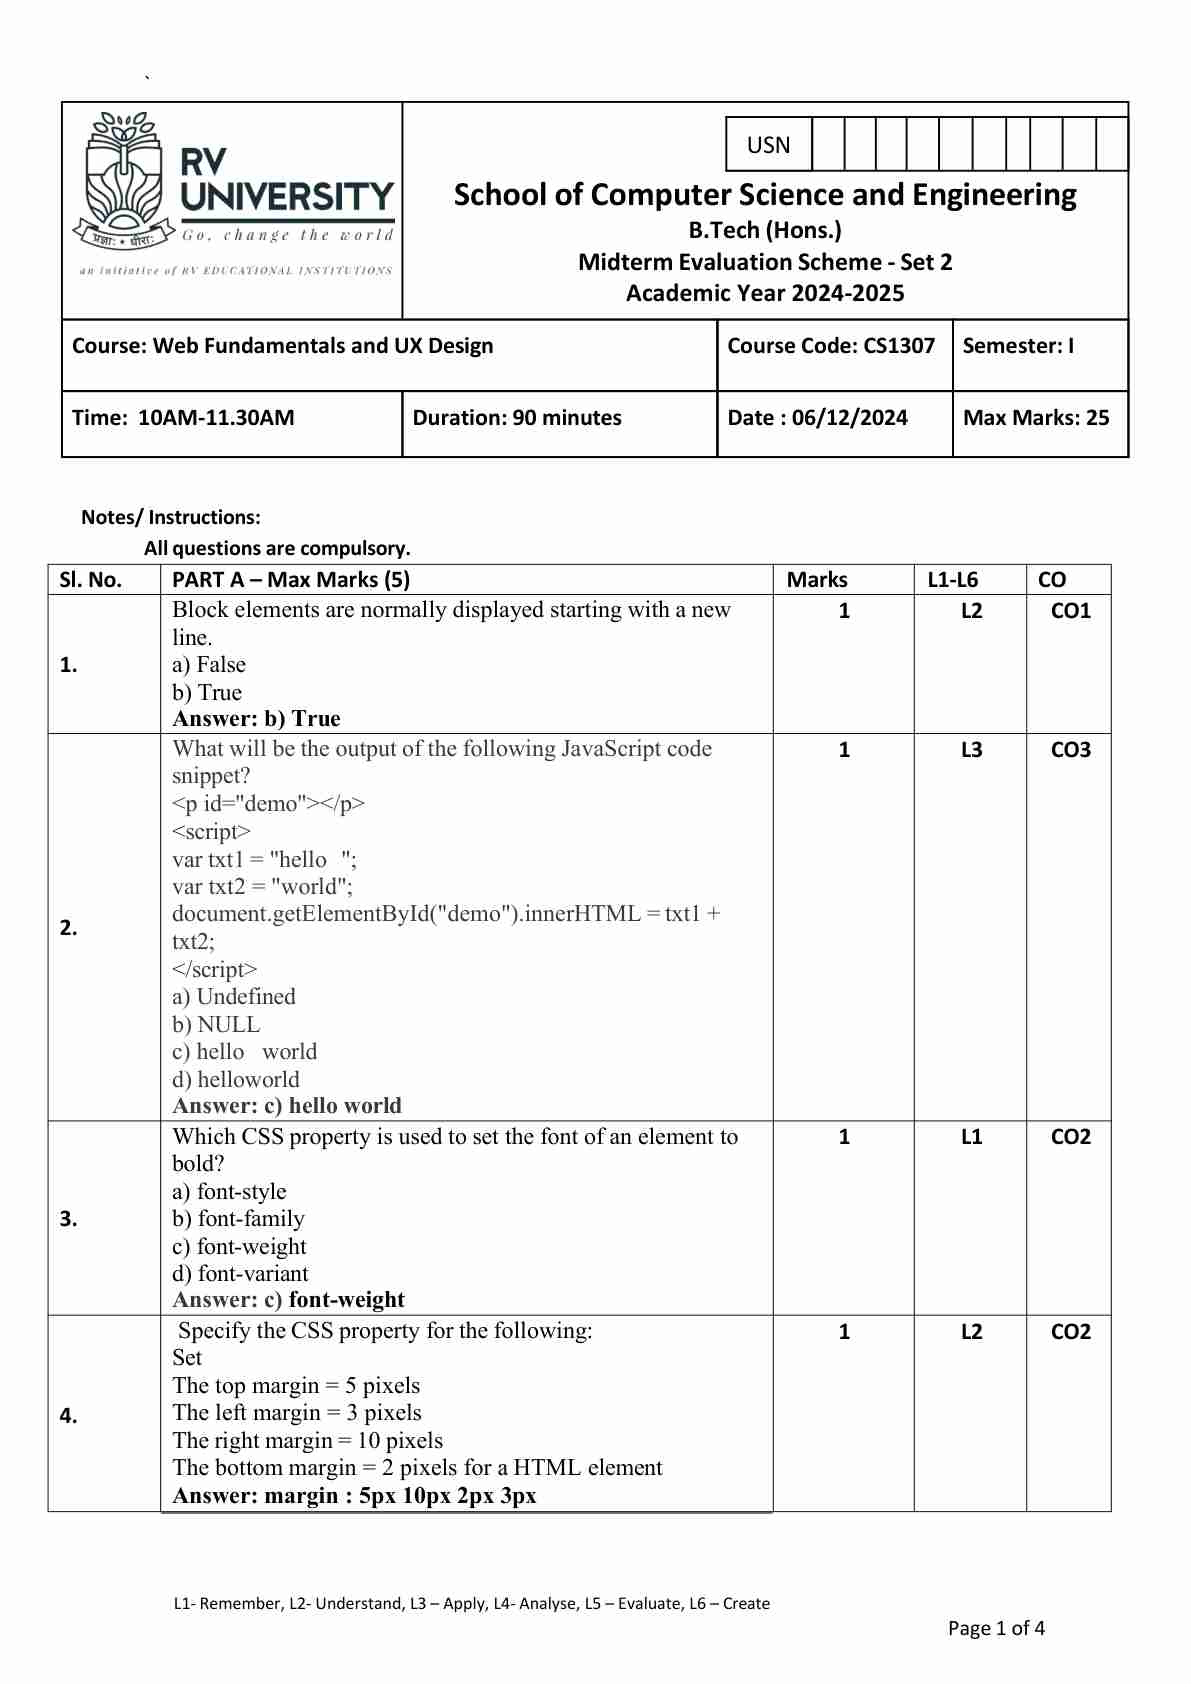 `
RV
UNIVERSITY
Go, change the world
an initiative of RV EDUCATIONAL INSTITUTIONS
प्रज्ञाः • धीराः
USN
School of Computer Science and Engineering
B.Tech (Hons.)
Midterm Evaluation Scheme - Set 2
Academic Year 2024-2025
Course: Web Fundamentals and UX Design Course Code: CS1307 Semester: I
Time: 10AM-11.30AM Duration: 90 minutes Date : 06/12/2024 Max Marks: 25
Notes/ Instructions:
All questions are compulsory.
Sl. No. PART A – Max Marks (5) Marks L1-L6 CO
1. Block elements are normally displayed starting with a new 1 L2 CO1
line.
a) False
b) True
Answer: b) True
2. What will be the output of the following JavaScript code 1 L3 CO3
snippet?
<p id="demo"></p>
<script>
var txt1 = "hello  ";
var txt2 = "world";
document.getElementById("demo").innerHTML = txt1 +
txt2;
</script>
a) Undefined
b) NULL
c) hello  world
d) helloworld
Answer: c) hello world
3. Which CSS property is used to set the font of an element to 1 L1 CO2
bold?
a) font-style
b) font-family
c) font-weight
d) font-variant
Answer: c) font-weight
4. Specify the CSS property for the following: 1 L2 CO2
Set
The top margin = 5 pixels
The left margin = 3 pixels
The right margin = 10 pixels
The bottom margin = 2 pixels for a HTML element
Answer: margin : 5px 10px 2px 3px
L1- Remember, L2- Understand, L3 – Apply, L4- Analyse, L5 – Evaluate, L6 – Create
Page 1 of 4